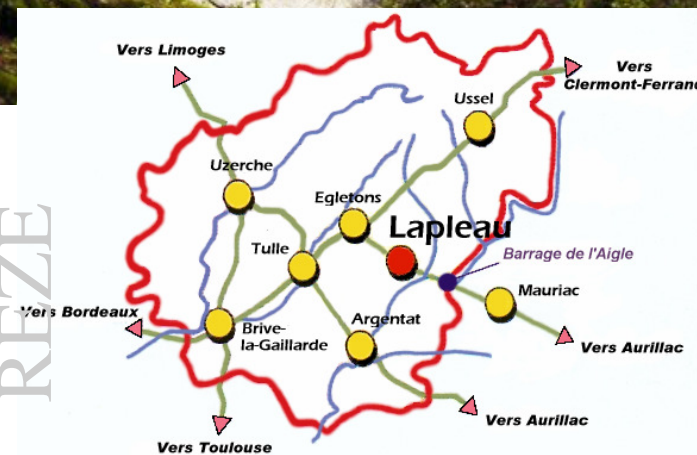 Vers Limoges
Vers
Clermont-Ferrand
Ussel
Uzerche
Egletons
Lapleau
Tulle
Barrage de l'Aigle
Mauriac
Vers Bordeaux
Argentat
Brive-
la-Gaillarde
Vers Aurillac
Vers Aurillac
Vers Toulouse
REZE